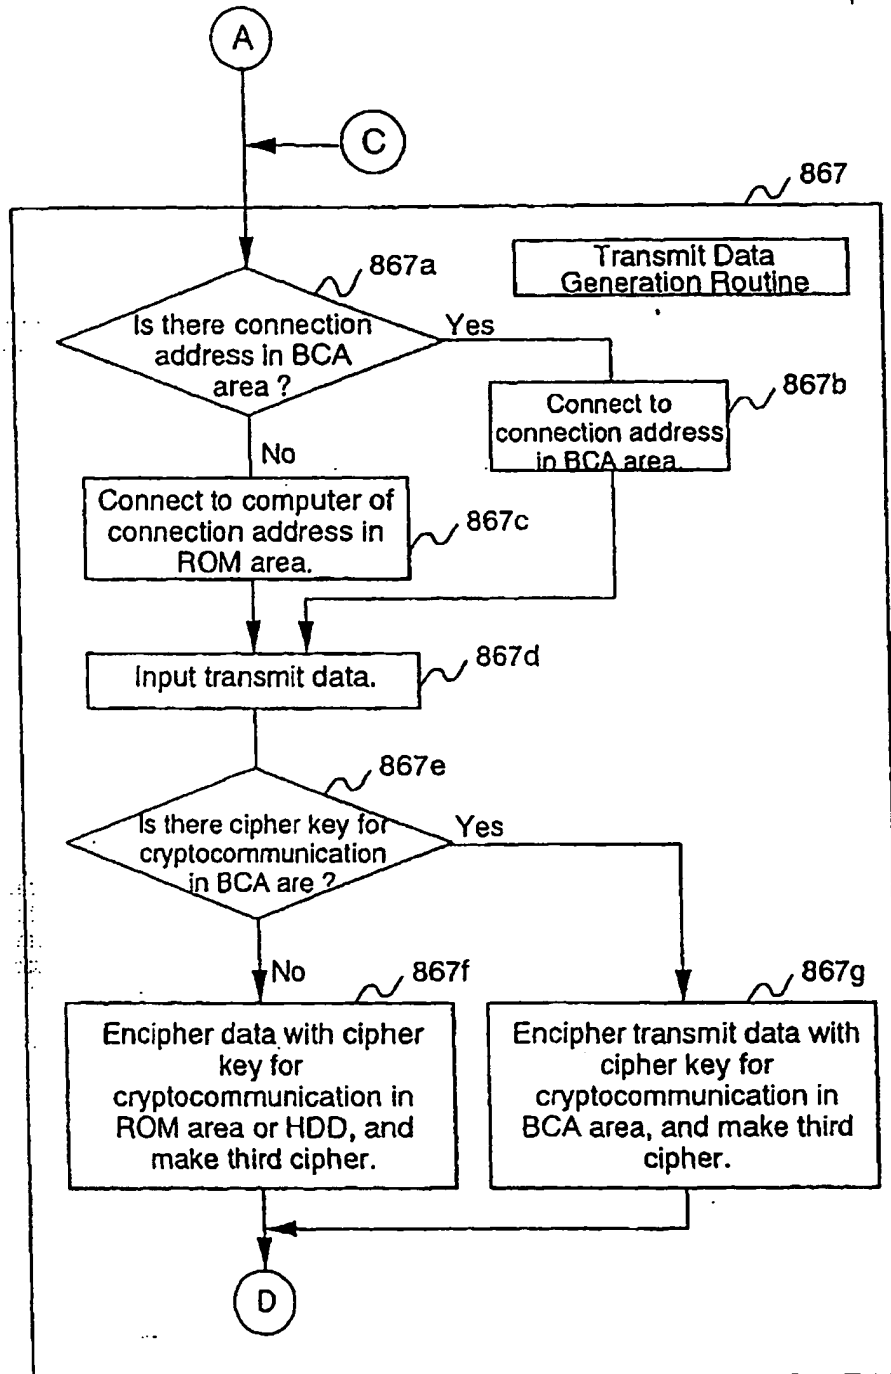 A
C
867
Transmit Data
Generation Routine
867a
Is there connection
address in BCA
area ?
Yes
867b
Connect to
connection address
in BCA area.
No
Connect to computer of
connection address in
ROM area.
867c
Input transmit data.
867d
867e
Is there cipher key for
cryptocommunication
in BCA are ?
Yes
No
867f
Encipher data with cipher
key for
cryptocommunication in
ROM area or HDD, and
make third cipher.
867g
Encipher transmit data with
cipher key for
cryptocommunication in
BCA area, and make third
cipher.
D